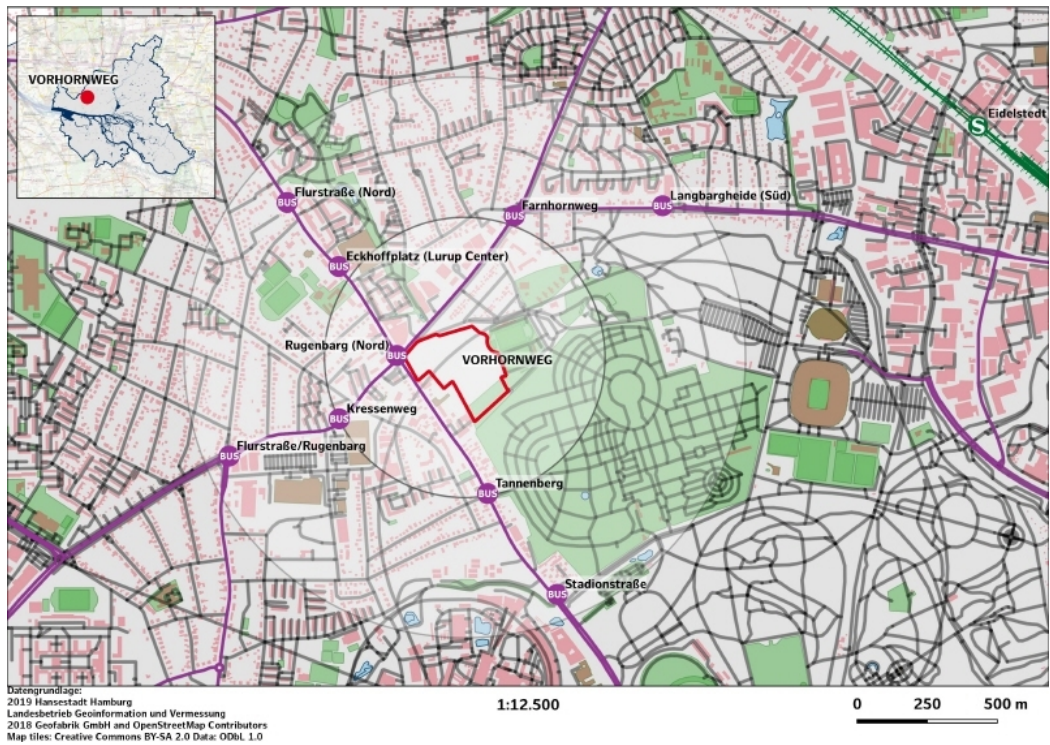 VORHORNWEG
S
Eidelstedt
Flurstraße (Nord)
BUS
Farnhornweg
BUS
Langbargheide (Süd)
BUS
Eckhoffplatz (Lurup Center)
BUS
Rugenbarg (Nord)
BUS
VORHORNWEG
Kressenweg
BUS
Flurstraße/Rugenbarg
BUS
Tannenberg
BUS
Stadionstraße
BUS
Datengrundlage:
2019 Hansestadt Hamburg
Landesbetrieb Geoinformation und Vermessung
2018 Geofabrik GmbH and OpenStreetMap Contributors
Map tiles: Creative Commons BY-SA 2.0 Data: ODbL 1.0
1:12.500
0 250 500 m